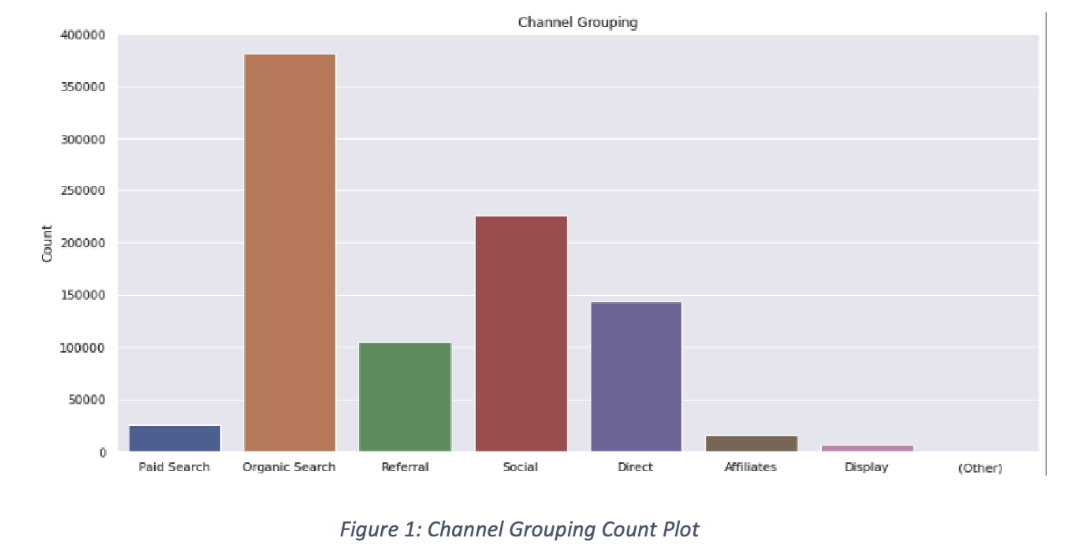 Channel Grouping
400000
350000
300000
250000
200000
150000
100000
50000
0
Count
Paid Search Organic Search Referral Social Direct Affiliates Display (Other)
Figure 1: Channel Grouping Count Plot